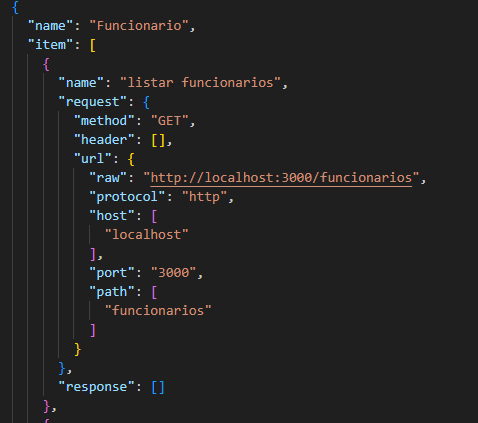 {
"name": "Funcionario",
"item": [
{
"name": "listar funcionarios",
"request": {
"method": "GET",
"header": [],
"url": {
"raw": "http://localhost:3000/funcionarios",
"protocol": "http",
"host": [
"localhost"
],
"port": "3000",
"path": [
"funcionarios"
]
}
},
"response": []
},
{